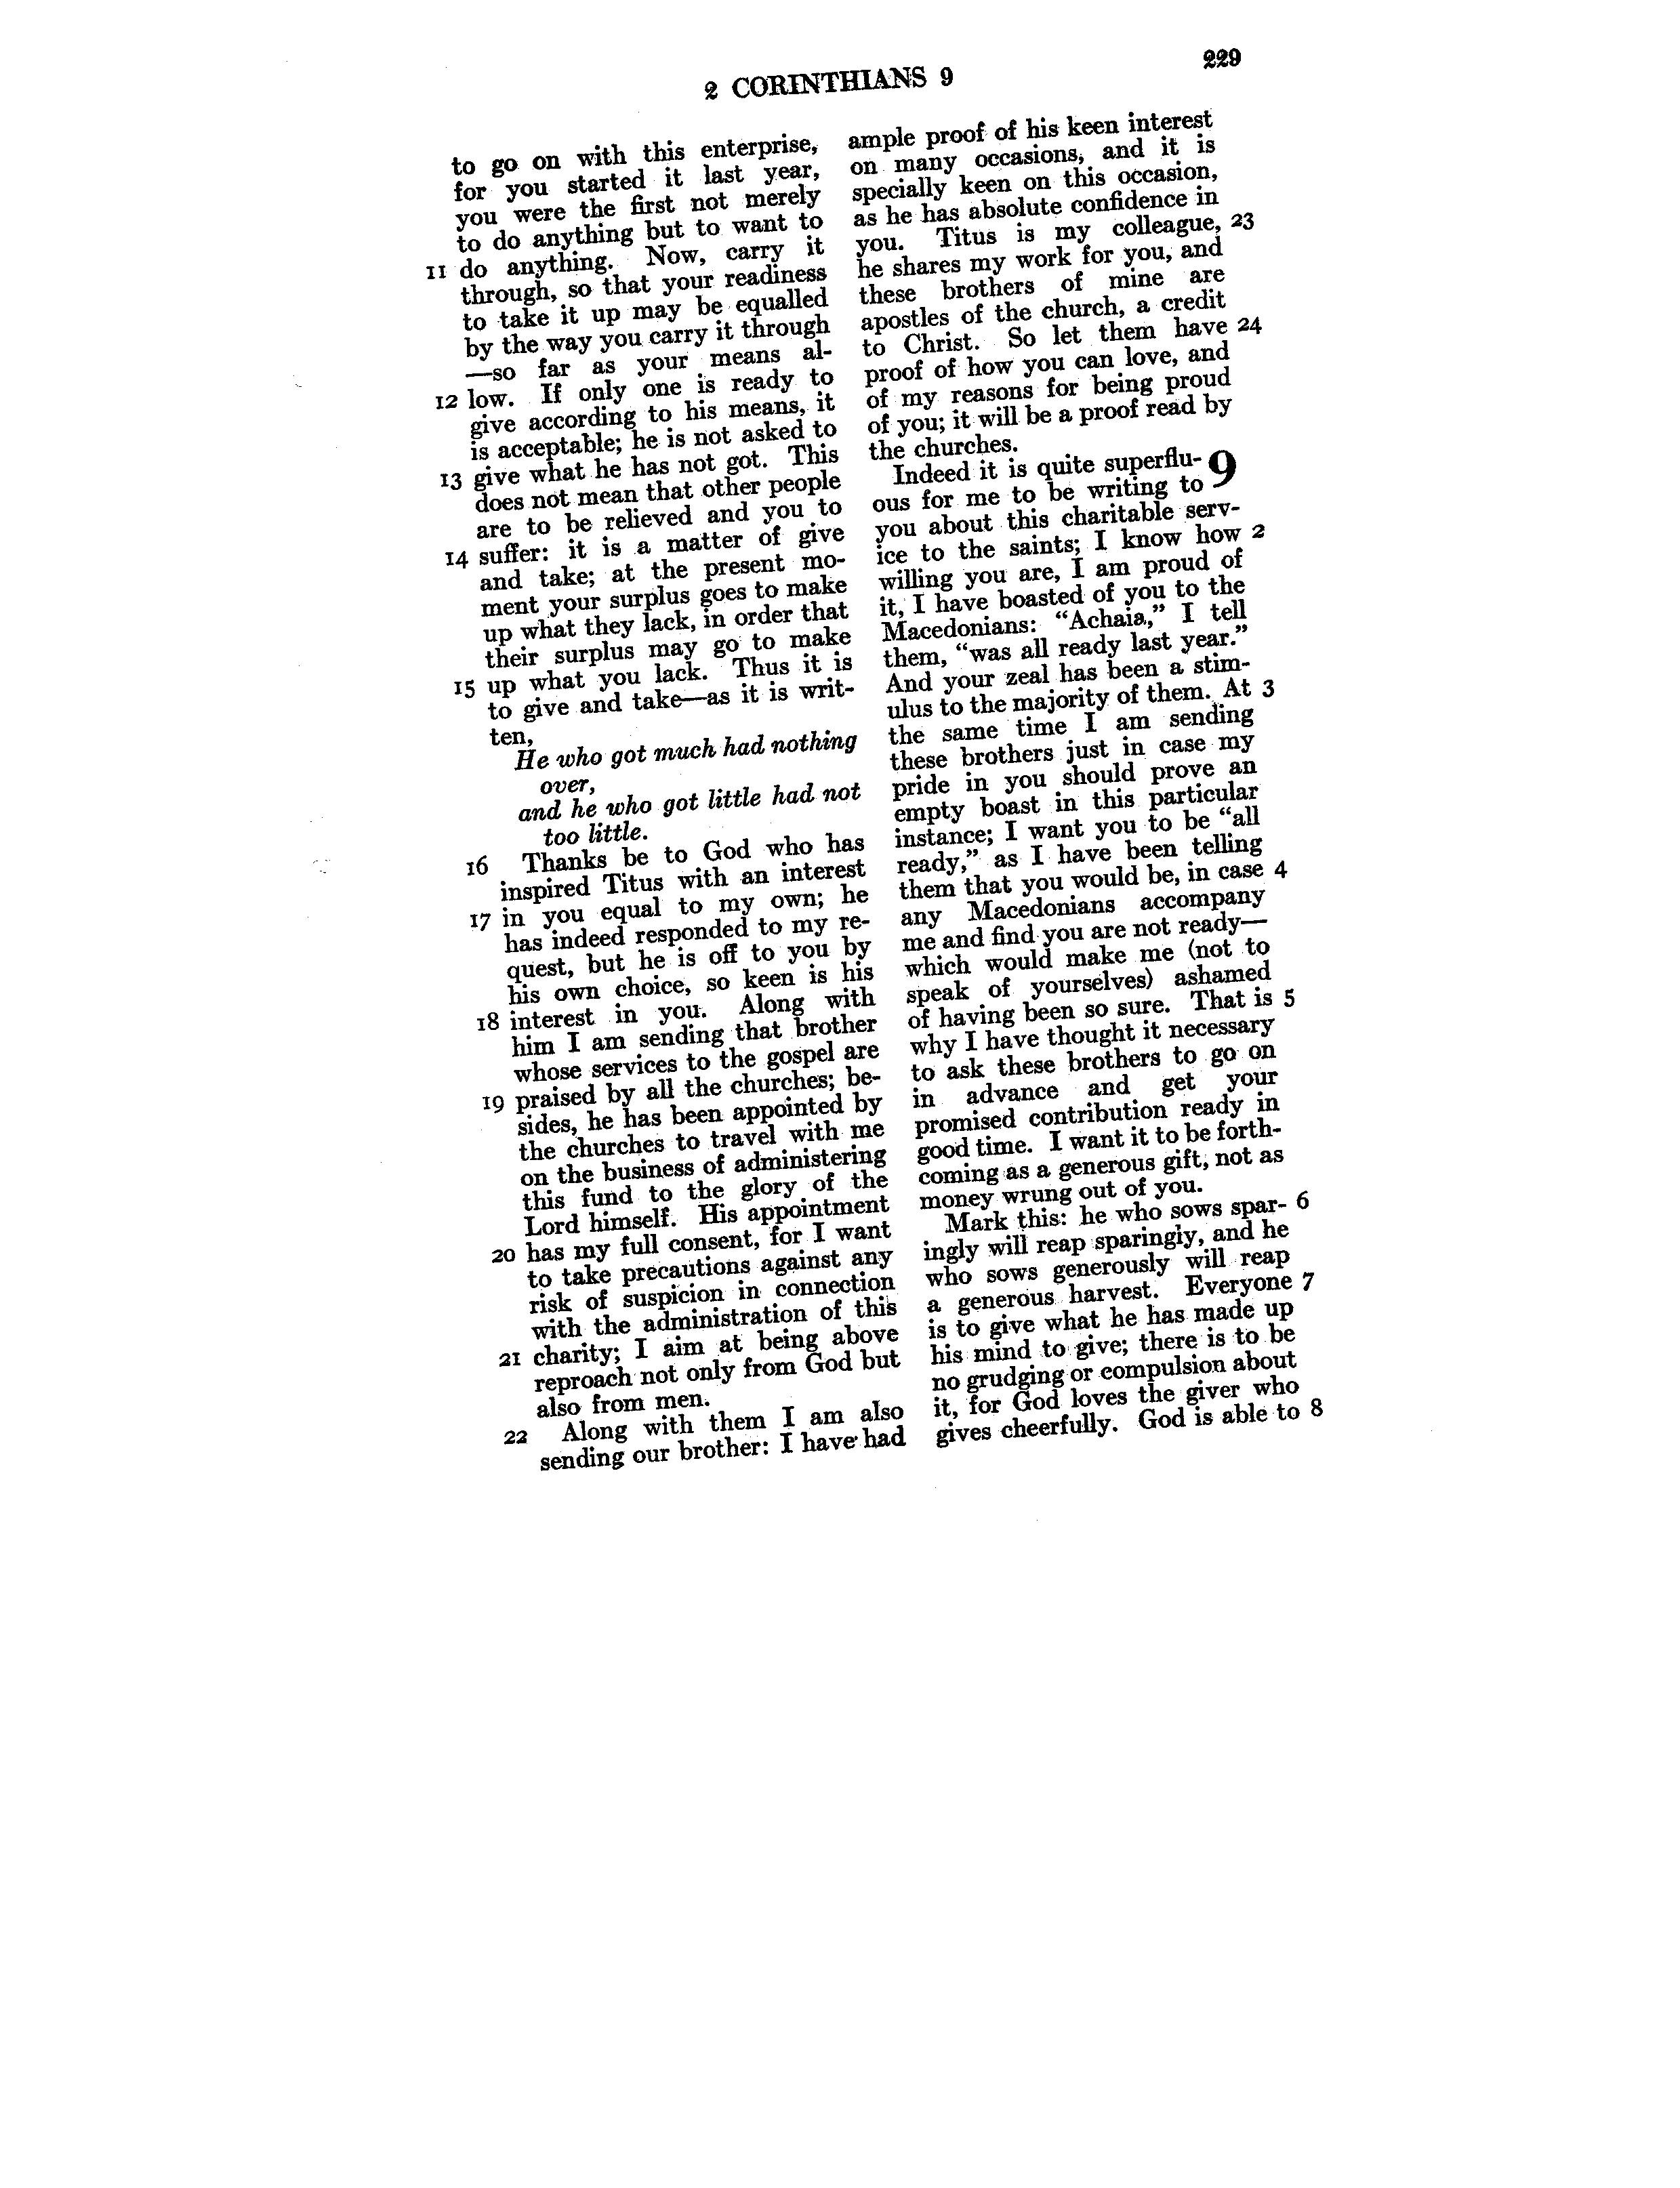 2 CORINTHIANS 9
229
to go on with this enterprise,
for you started it last year,
you were the first not merely
to do anything but to want to
11 do anything. Now, carry it
through, so that your readiness
to take it up may be equalled
by the way you carry it through
—so far as your means al-
12 low. If only one is ready to
give according to his means, it
is acceptable; he is not asked to
13 give what he has not got. This
does not mean that other people
are to be relieved and you to
14 suffer: it is a matter of give
and take; at the present mo-
ment your surplus goes to make
up what they lack, in order that
their surplus may go to make
15 up what you lack. Thus it is
to give and take—as it is writ-
ten,
He who got much had nothing
over,
and he who got little had not
too little.
16 Thanks be to God who has
inspired Titus with an interest
17 in you equal to my own; he
has indeed responded to my re-
quest, but he is off to you by
his own choice, so keen is his
18 interest in you. Along with
him I am sending that brother
whose services to the gospel are
19 praised by all the churches; be-
sides, he has been appointed by
the churches to travel with me
on the business of administering
this fund to the glory of the
Lord himself. His appointment
20 has my full consent, for I want
to take precautions against any
risk of suspicion in connection
with the administration of this
21 charity; I aim at being above
reproach not only from God but
also from men.
22 Along with them I am also
sending our brother: I have had
ample proof of his keen interest
on many occasions, and it is
specially keen on this occasion,
as he has absolute confidence in
you. Titus is my colleague, 23
he shares my work for you, and
these brothers of mine are
apostles of the church, a credit
to Christ. So let them have 24
proof of how you can love, and
of my reasons for being proud
of you; it will be a proof read by
the churches.
Indeed it is quite superflu- 9
ous for me to be writing to
you about this charitable serv-
ice to the saints; I know how 2
willing you are, I am proud of
it, I have boasted of you to the
Macedonians: “Achaia,” I tell
them, “was all ready last year.”
And your zeal has been a stim-
ulus to the majority of them. At 3
the same time I am sending
these brothers just in case my
pride in you should prove an
empty boast in this particular
instance; I want you to be “all
ready,” as I have been telling
them that you would be, in case 4
any Macedonians accompany
me and find you are not ready—
which would make me (not to
speak of yourselves) ashamed
of having been so sure. That is 5
why I have thought it necessary
to ask these brothers to go on
in advance and get your
promised contribution ready in
good time. I want it to be forth-
coming as a generous gift, not as
money wrung out of you.
Mark this: he who sows spar- 6
ingly will reap sparingly, and he
who sows generously will reap
a generous harvest. Everyone 7
is to give what he has made up
his mind to give; there is to be
no grudging or compulsion about
it, for God loves the giver who
gives cheerfully. God is able to 8